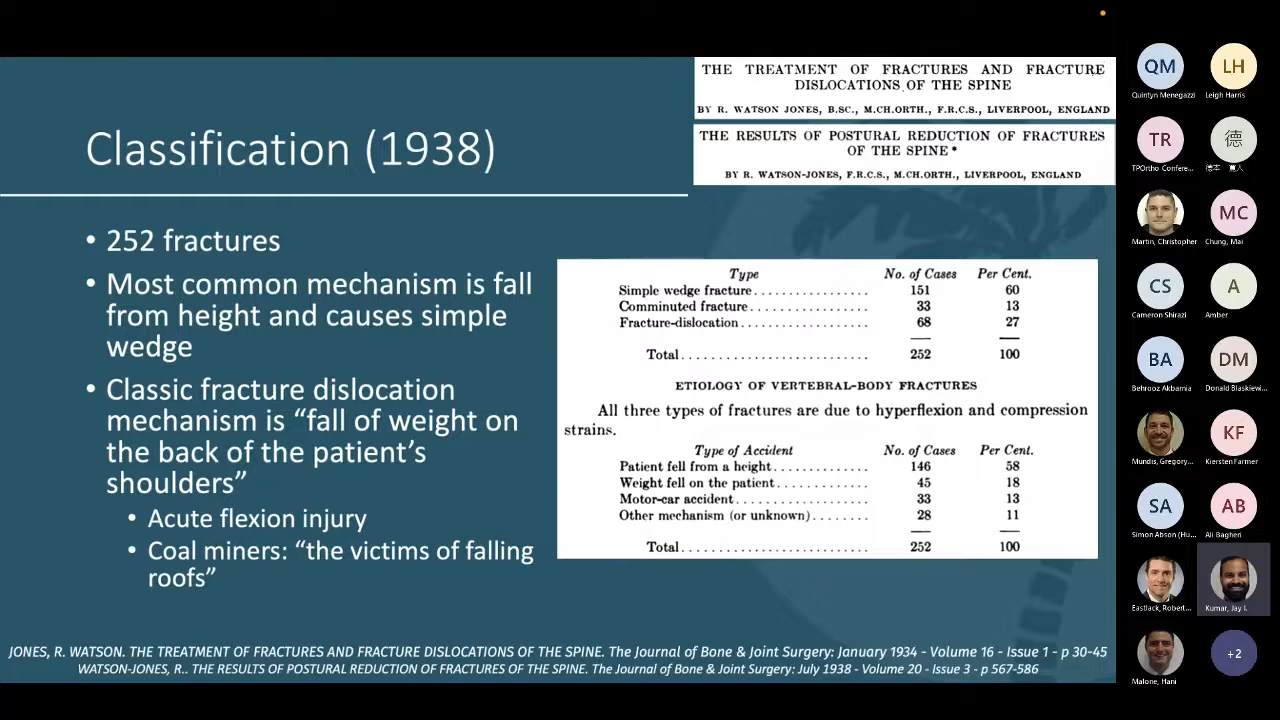 Classification (1938)
THE TREATMENT OF FRACTURES AND FRACTURE
DISLOCATIONS OF THE SPINE
BY R. WATSON JONES, B.SC., M.CH.ORTH., F.R.C.S., LIVERPOOL, ENGLAND
THE RESULTS OF POSTURAL REDUCTION OF FRACTURES
OF THE SPINE*
BY R. WATSON-JONES, F.R.C.S., M.CH.ORTH., LIVERPOOL, ENGLAND
• 252 fractures
• Most common mechanism is fall
from height and causes simple
wedge
• Classic fracture dislocation
mechanism is “fall of weight on
the back of the patient’s
shoulders”
• Acute flexion injury
• Coal miners: “the victims of falling
roofs”
Type No. of Cases Per Cent.
Simple wedge fracture................ 151 60
Comminuted fracture................. 33 13
Fracture-dislocation.................. 68 27
Total.......................... 252 100
ETIOLOGY OF VERTEBRAL-BODY FRACTURES
All three types of fractures are due to hyperflexion and compression
strains.
Type of Accident No. of Cases Per Cent.
Patient fell from a height.............. 146 58
Weight fell on the patient.............. 45 18
Motor-car accident................... 33 13
Other mechanism (or unknown)........ 28 11
Total.......................... 252 100
JONES, R. WATSON. THE TREATMENT OF FRACTURES AND FRACTURE DISLOCATIONS OF THE SPINE. The Journal of Bone & Joint Surgery: January 1934 - Volume 16 - Issue 1 - p 30-45
WATSON-JONES, R.. THE RESULTS OF POSTURAL REDUCTION OF FRACTURES OF THE SPINE. The Journal of Bone & Joint Surgery: July 1938 - Volume 20 - Issue 3 - p 567-586
QM LH
Quintyn Menegazzi Leigh Harris
TR 德
TPOrtho Confere... 德本 寛人
MC
Martin, Christopher Chung, Mai
CS A
Cameron Shirazi Amber
BA DM
Behrooz Akbarnia Donald Blaskiewi...
KF
Mundis, Gregory... Kiersten Farmer
SA AB
Simon Abson (Hu... Ali Bagheri
Eastlack, Robert... Kumar, Jay I.
+2
Malone, Hani